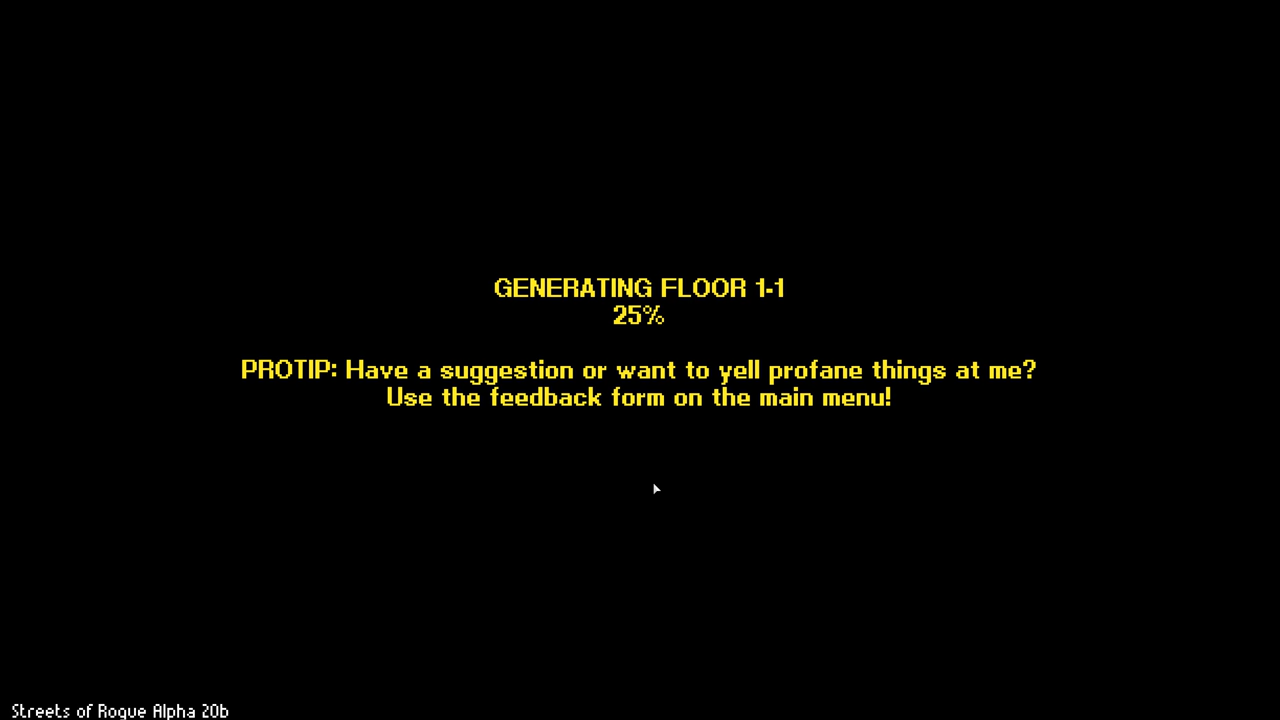 GENERATING FLOOR 1-1
25%
PROTIP: Have a suggestion or want to yell profane things at me?
Use the feedback form on the main menu!
Streets of Rogue Alpha 20b